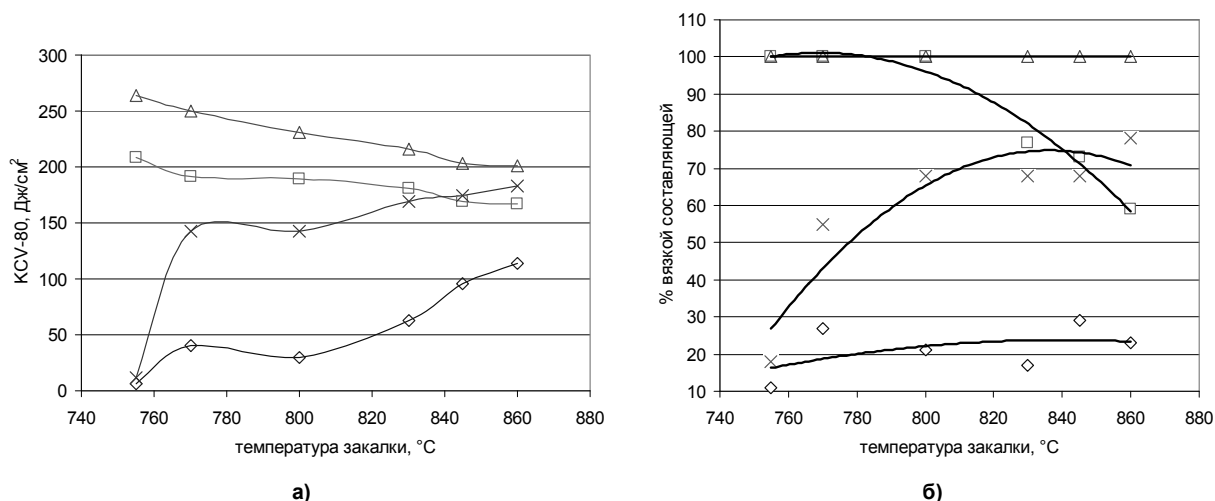 300
250
200
150
100
50
0
KCV-80, Дж/см²
740 760 780 800 820 840 860 880
температура закалки, °С
а)
110
100
90
80
70
60
50
40
30
20
10
% вязкой составляющей
740 760 780 800 820 840 860 880
температура закалки, °С
б)